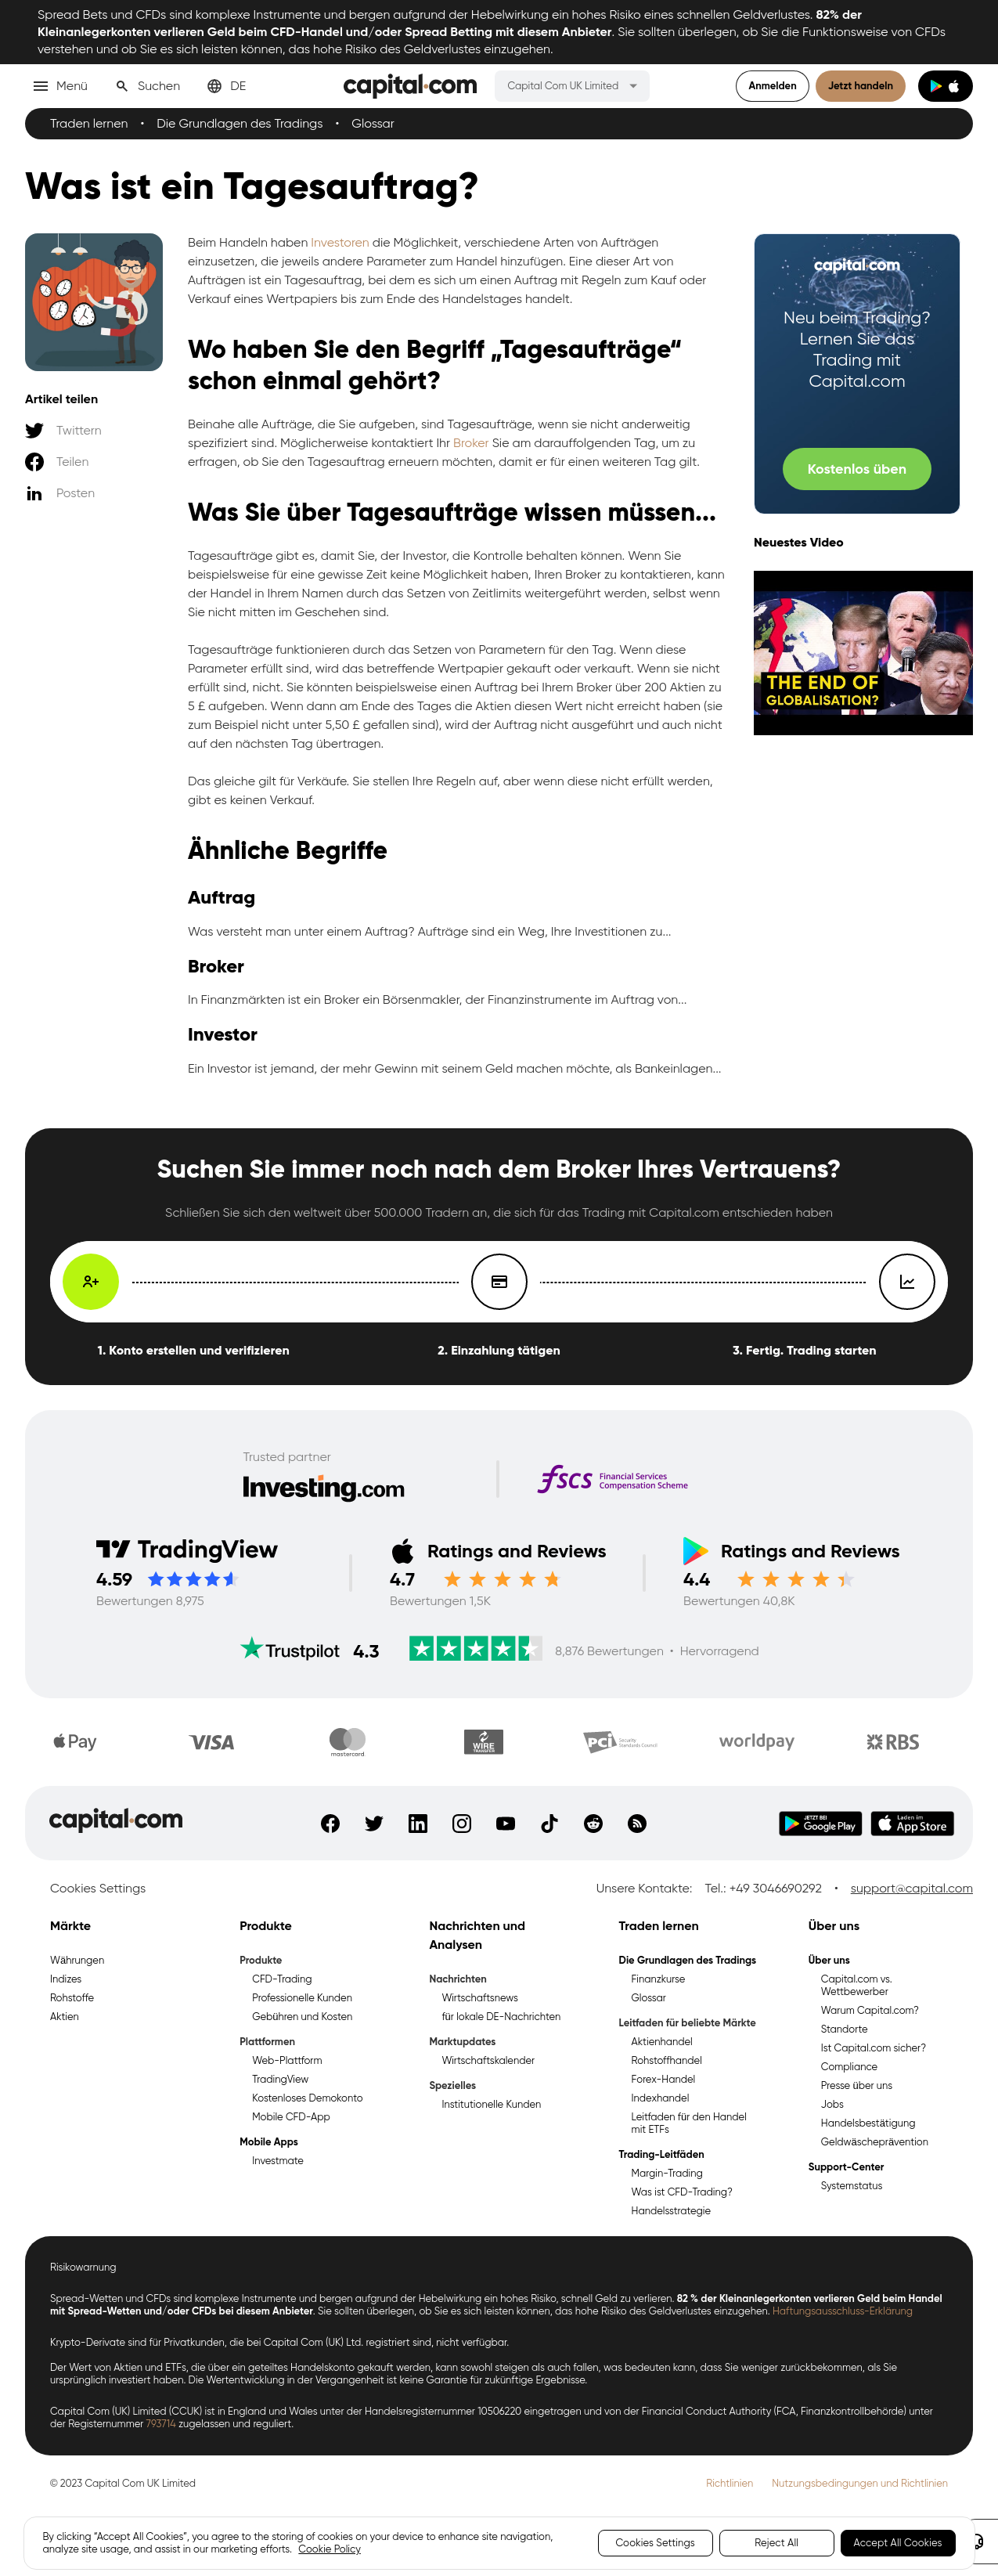 Spread Bets und CFDs sind komplexe Instrumente und bergen aufgrund der Hebelwirkung ein hohes Risiko eines schnellen Geldverlustes. 82% der
Kleinanlegerkonten verlieren Geld beim CFD-Handel und/oder Spread Betting mit diesem Anbieter. Sie sollten überlegen, ob Sie die Funktionsweise von CFDs
verstehen und ob Sie es sich leisten können, das hohe Risiko des Geldverlustes einzugehen.
Menü Suchen DE capital.com Capital Com UK Limited Anmelden Jetzt handeln
Traden lernen • Die Grundlagen des Tradings • Glossar
Was ist ein Tagesauftrag?
Artikel teilen
Twittern
Teilen
Posten
Beim Handeln haben Investoren die Möglichkeit, verschiedene Arten von Aufträgen
einzusetzen, die jeweils andere Parameter zum Handel hinzufügen. Eine dieser Art von
Aufträgen ist ein Tagesauftrag, bei dem es sich um einen Auftrag mit Regeln zum Kauf oder
Verkauf eines Wertpapiers bis zum Ende des Handelstages handelt.
Wo haben Sie den Begriff „Tagesaufträge“
schon einmal gehört?
Beinahe alle Aufträge, die Sie aufgeben, sind Tagesaufträge, wenn sie nicht anderweitig
spezifiziert sind. Möglicherweise kontaktiert Ihr Broker Sie am darauffolgenden Tag, um zu
erfragen, ob Sie den Tagesauftrag erneuern möchten, damit er für einen weiteren Tag gilt.
Was Sie über Tagesaufträge wissen müssen...
Tagesaufträge gibt es, damit Sie, der Investor, die Kontrolle behalten können. Wenn Sie
beispielsweise für eine gewisse Zeit keine Möglichkeit haben, Ihren Broker zu kontaktieren, kann
der Handel in Ihrem Namen durch das Setzen von Zeitlimits weitergeführt werden, selbst wenn
Sie nicht mitten im Geschehen sind.
Tagesaufträge funktionieren durch das Setzen von Parametern für den Tag. Wenn diese
Parameter erfüllt sind, wird das betreffende Wertpapier gekauft oder verkauft. Wenn sie nicht
erfüllt sind, nicht. Sie könnten beispielsweise einen Auftrag bei Ihrem Broker über 200 Aktien zu
5 £ aufgeben. Wenn dann am Ende des Tages die Aktien diesen Wert nicht erreicht haben (sie
zum Beispiel nicht unter 5,50 £ gefallen sind), wird der Auftrag nicht ausgeführt und auch nicht
auf den nächsten Tag übertragen.
Das gleiche gilt für Verkäufe. Sie stellen Ihre Regeln auf, aber wenn diese nicht erfüllt werden,
gibt es keinen Verkauf.
Ähnliche Begriffe
Auftrag
Was versteht man unter einem Auftrag? Aufträge sind ein Weg, Ihre Investitionen zu...
Broker
In Finanzmärkten ist ein Broker ein Börsenmakler, der Finanzinstrumente im Auftrag von...
Investor
Ein Investor ist jemand, der mehr Gewinn mit seinem Geld machen möchte, als Bankeinlagen...
capital.com
Neu beim Trading?
Lernen Sie das
Trading mit
Capital.com
Kostenlos üben
Neuestes Video
THE END OF
GLOBALISATION?
Suchen Sie immer noch nach dem Broker Ihres Vertrauens?
Schließen Sie sich den weltweit über 500.000 Tradern an, die sich für das Trading mit Capital.com entschieden haben
1. Konto erstellen und verifizieren 2. Einzahlung tätigen 3. Fertig. Trading starten
Trusted partner
Investing.com
fscs Financial Services
Compensation Scheme
TradingView
4.59
Bewertungen 8,975
Ratings and Reviews
4.7
Bewertungen 1,5K
Ratings and Reviews
4.4
Bewertungen 40,8K
Trustpilot 4.3 8,876 Bewertungen • Hervorragend
Pay VISA mastercard WIRE TRANSFER PCI Security Standards Council worldpay RBS
capital.com
JETZT BEI
Google Play
Laden im
App Store
Cookies Settings
Unsere Kontakte: Tel.: +49 3046690292 • support@capital.com
Märkte
Währungen
Indizes
Rohstoffe
Aktien
Produkte
Produkte
CFD-Trading
Professionelle Kunden
Gebühren und Kosten
Plattformen
Web-Plattform
TradingView
Kostenloses Demokonto
Mobile CFD-App
Mobile Apps
Investmate
Nachrichten und
Analysen
Nachrichten
Wirtschaftsnews
für lokale DE-Nachrichten
Marktupdates
Wirtschaftskalender
Spezielles
Institutionelle Kunden
Traden lernen
Die Grundlagen des Tradings
Finanzkurse
Glossar
Leitfaden für beliebte Märkte
Aktienhandel
Rohstoffhandel
Forex-Handel
Indexhandel
Leitfaden für den Handel
mit ETFs
Trading-Leitfäden
Margin-Trading
Was ist CFD-Trading?
Handelsstrategie
Über uns
Über uns
Capital.com vs.
Wettbewerber
Warum Capital.com?
Standorte
Ist Capital.com sicher?
Compliance
Presse über uns
Jobs
Handelsbestätigung
Geldwäscheprävention
Support-Center
Systemstatus
Risikowarnung
Spread-Wetten und CFDs sind komplexe Instrumente und bergen aufgrund der Hebelwirkung ein hohes Risiko, schnell Geld zu verlieren. 82 % der Kleinanlegerkonten verlieren Geld beim Handel
mit Spread-Wetten und/oder CFDs bei diesem Anbieter. Sie sollten überlegen, ob Sie es sich leisten können, das hohe Risiko des Geldverlustes einzugehen. Haftungsausschluss-Erklärung
Krypto-Derivate sind für Privatkunden, die bei Capital Com (UK) Ltd. registriert sind, nicht verfügbar.
Der Wert von Aktien und ETFs, die über ein geteiltes Handelskonto gekauft werden, kann sowohl steigen als auch fallen, was bedeuten kann, dass Sie weniger zurückbekommen, als Sie
ursprünglich investiert haben. Die Wertentwicklung in der Vergangenheit ist keine Garantie für zukünftige Ergebnisse.
Capital Com (UK) Limited (CCUK) ist in England und Wales unter der Handelsregisternummer 10506220 eingetragen und von der Financial Conduct Authority (FCA, Finanzkontrollbehörde) unter
der Registernummer 793714 zugelassen und reguliert.
© 2023 Capital Com UK Limited
Richtlinien Nutzungsbedingungen und Richtlinien
By clicking “Accept All Cookies”, you agree to the storing of cookies on your device to enhance site navigation,
analyze site usage, and assist in our marketing efforts. Cookie Policy
Cookies Settings Reject All Accept All Cookies